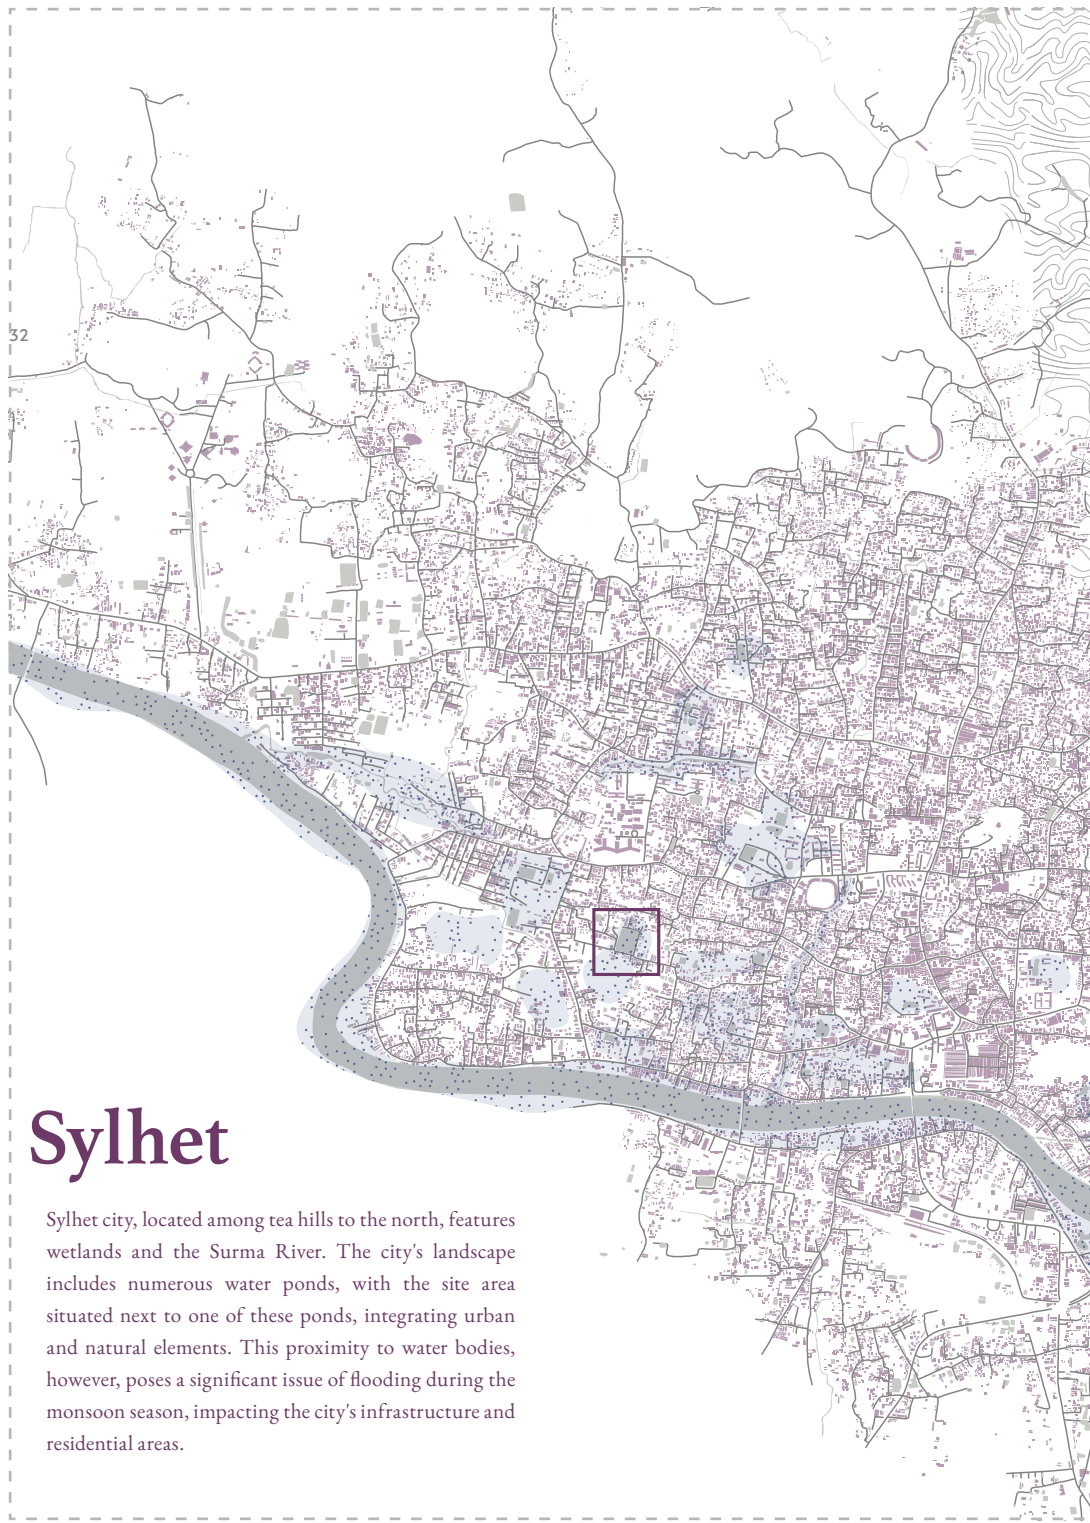 32
Sylhet
Sylhet city, located among tea hills to the north, features
wetlands and the Surma River. The city's landscape
includes numerous water ponds, with the site area
situated next to one of these ponds, integrating urban
and natural elements. This proximity to water bodies,
however, poses a significant issue of flooding during the
monsoon season, impacting the city's infrastructure and
residential areas.